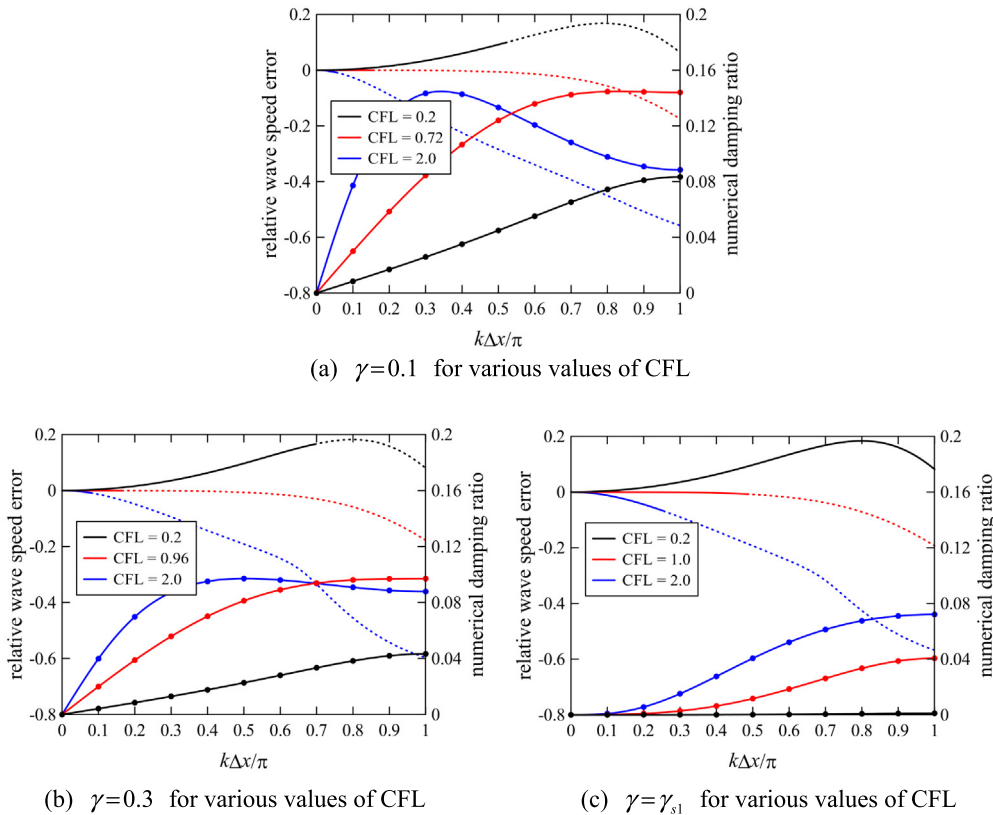 0.2
0
-0.2
-0.4
-0.6
-0.8
relative wave speed error
0.2
0.16
0.12
0.08
0.04
0
numerical damping ratio
CFL = 0.2
CFL = 0.72
CFL = 2.0
0 0.1 0.2 0.3 0.4 0.5 0.6 0.7 0.8 0.9 1
kΔx/π
(a) γ=0.1 for various values of CFL
0.2
0
-0.2
-0.4
-0.6
-0.8
relative wave speed error
0.2
0.16
0.12
0.08
0.04
0
numerical damping ratio
CFL = 0.2
CFL = 0.96
CFL = 2.0
0 0.1 0.2 0.3 0.4 0.5 0.6 0.7 0.8 0.9 1
kΔx/π
(b) γ=0.3 for various values of CFL
0.2
0
-0.2
-0.4
-0.6
-0.8
relative wave speed error
0.2
0.16
0.12
0.08
0.04
0
numerical damping ratio
CFL = 0.2
CFL = 1.0
CFL = 2.0
0 0.1 0.2 0.3 0.4 0.5 0.6 0.7 0.8 0.9 1
kΔx/π
(c) γ=γs1 for various values of CFL